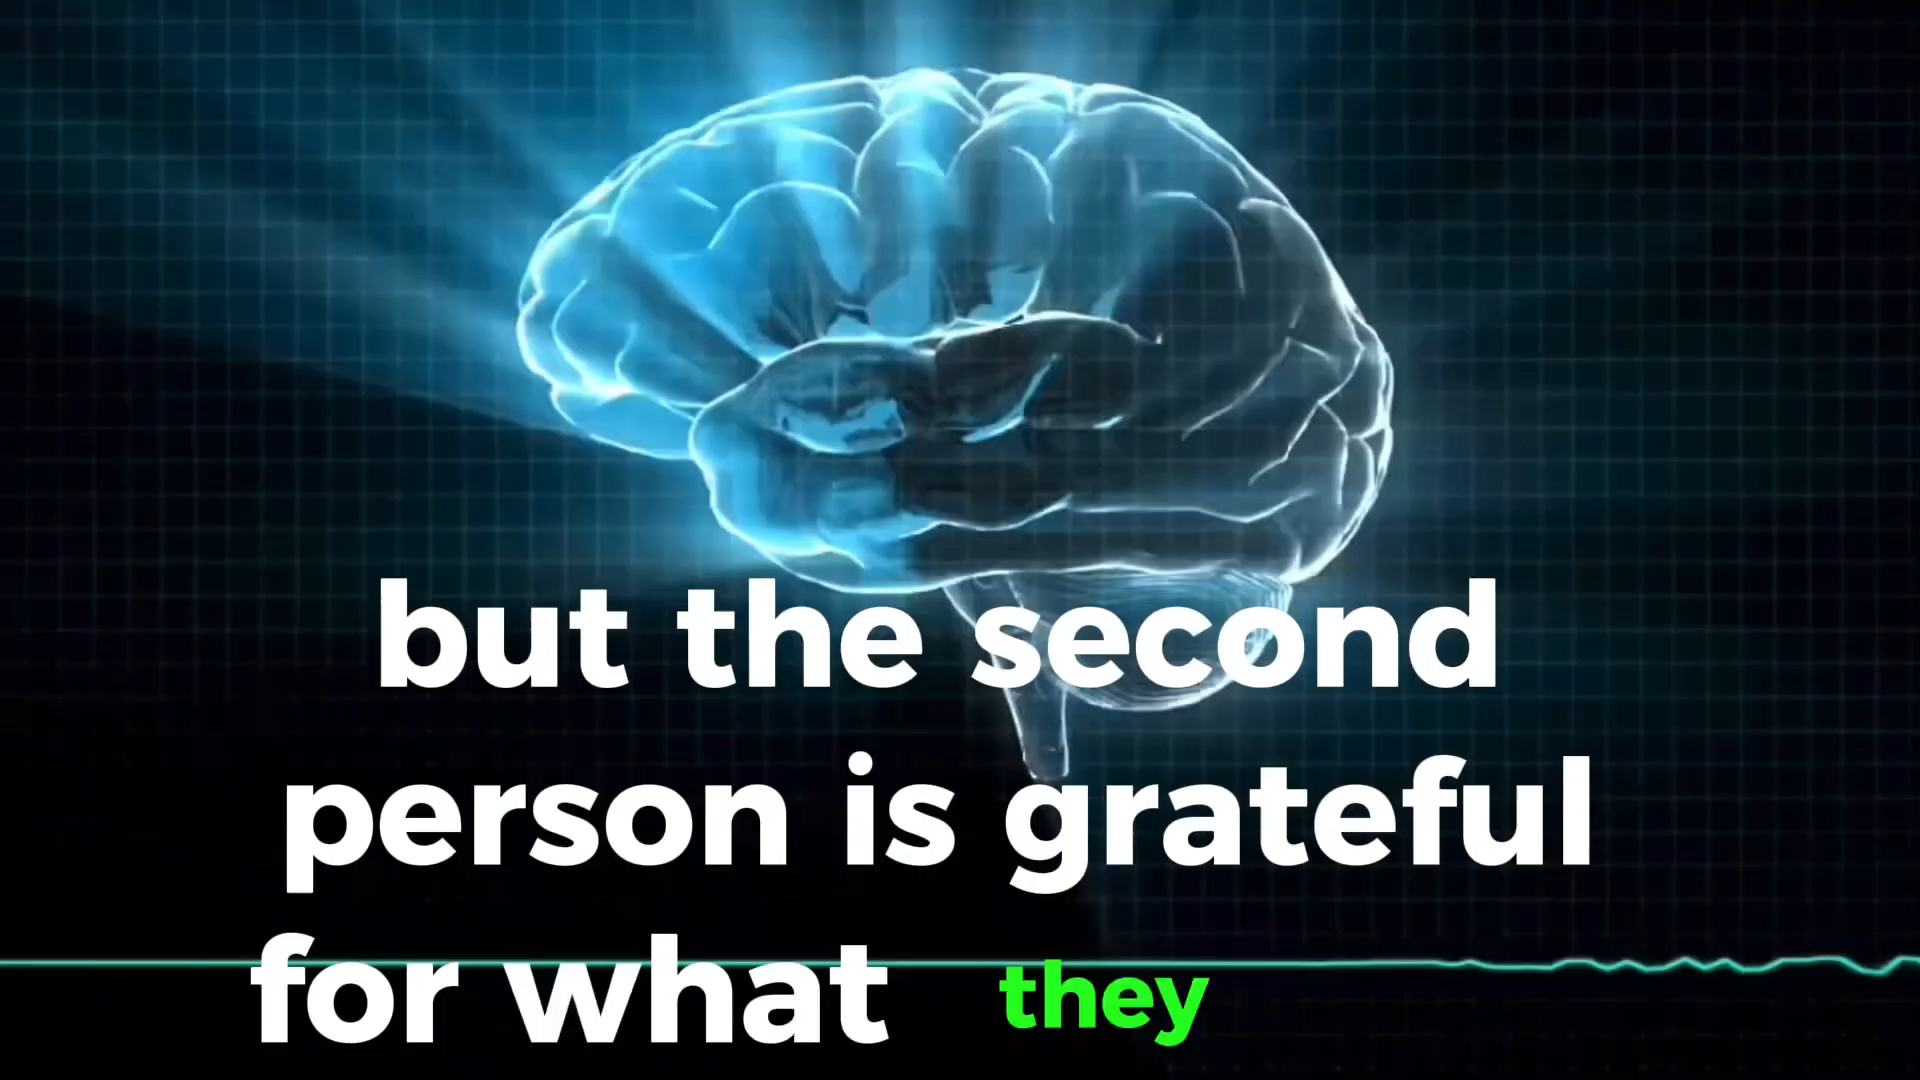 but the second
person is grateful
for what they